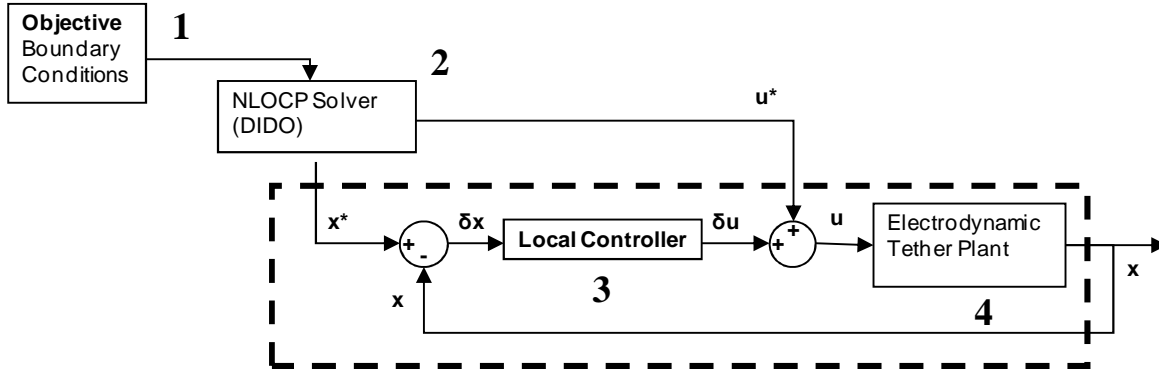 Objective
Boundary
Conditions
1
2
NLOCP Solver
(DIDO)
u*
x*
+
-
δx
Local Controller
δu
+
+
u
Electrodynamic
Tether Plant
x
x
3
4